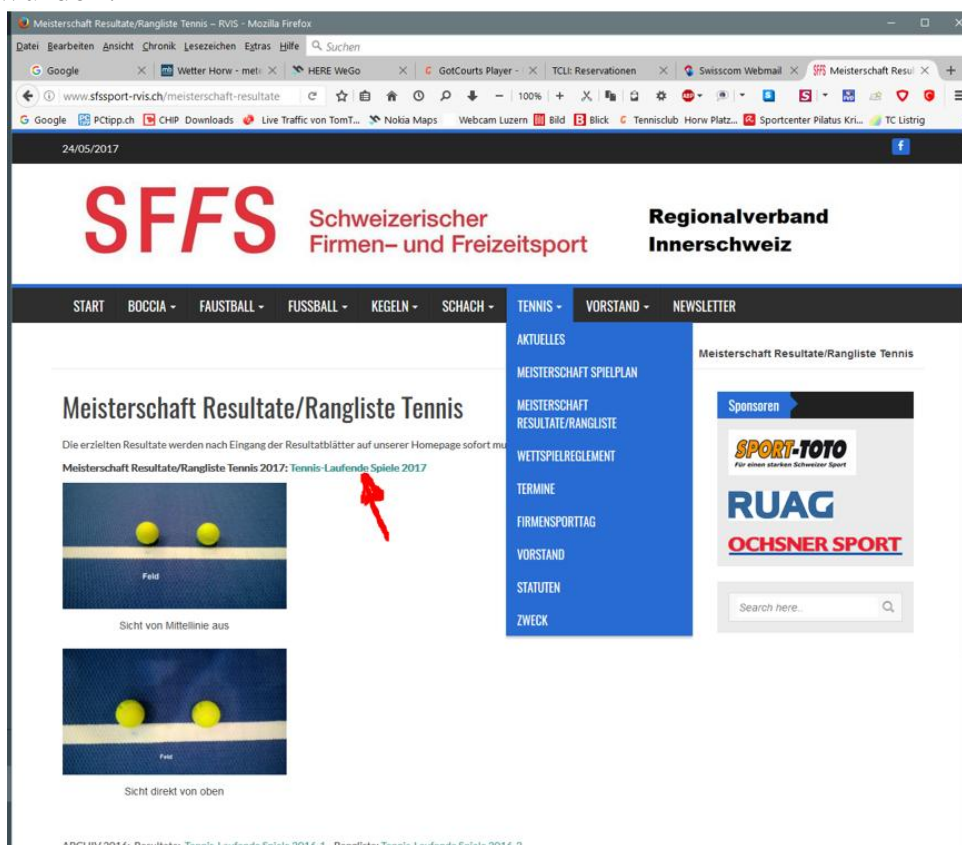 Meisterschaft Resultate/Rangliste Tennis – RVIS - Mozilla Firefox
Datei Bearbeiten Ansicht Chronik Lesezeichen Extras Hilfe Suchen
Google Wetter Horw - mete HERE WeGo GotCourts Player - TCLI: Reservationen Swisscom Webmail Meisterschaft Resul
www.sfssport-rvis.ch/meisterschaft-resultate 100%
Google PCtipp.ch CHIP Downloads Live Traffic von TomT... Nokia Maps Webcam Luzern Bild Blick Tennisclub Horw Platz... Sportcenter Pilatus Kri... TC Listrig
24/05/2017
SFFS Schweizerischer Firmen- und Freizeitsport
Regionalverband Innerschweiz
START BOCCIA FAUSTBALL FUSSBALL KEGELN SCHACH TENNIS VORSTAND NEWSLETTER
AKTUELLES
MEISTERSCHAFT SPIELPLAN
MEISTERSCHAFT
RESULTATE/RANGLISTE
WETTSPIELREGLEMENT
TERMINE
FIRMENSPORTTAG
VORSTAND
STATUTEN
ZWECK
Meisterschaft Resultate/Rangliste Tennis
Meisterschaft Resultate/Rangliste Tennis
Die erzielten Resultate werden nach Eingang der Resultatblätter auf unserer Homepage sofort mu
Meisterschaft Resultate/Rangliste Tennis 2017: Tennis-Laufende Spiele 2017
Feld
Sicht von Mittellinie aus
Feld
Sicht direkt von oben
Sponsoren
SPORT-TOTO
Für einen starken Schweizer Sport
RUAG
OCHSNER SPORT
Search here..